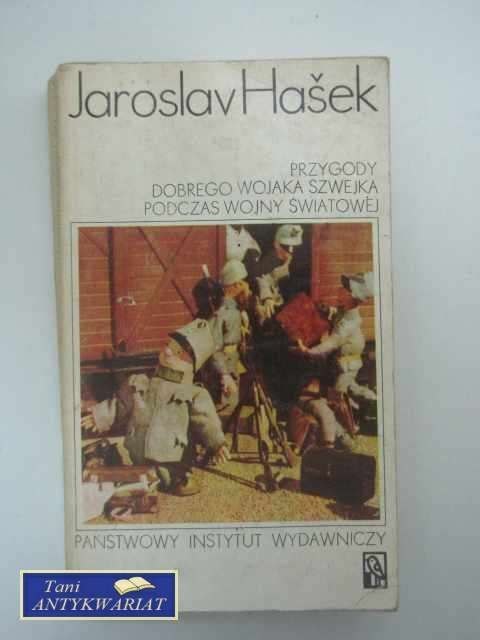 Jaroslav Hašek
PRZYGODY
DOBREGO WOJAKA SZWEJKA
PODCZAS WOJNY ŚWIATOWEJ
PAŃSTWOWY INSTYTUT WYDAWNICZY
Tani
ANTYKWARIAT